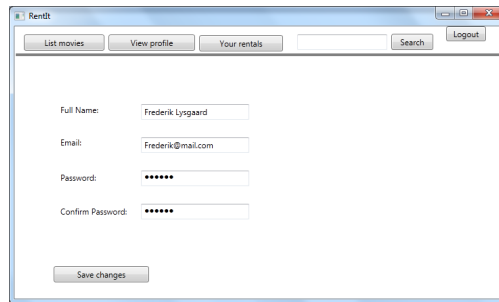 RentIt
List movies View profile Your rentals Search Logout
Full Name: Frederik Lysgaard
Email: Frederik@mail.com
Password: ••••••
Confirm Password: ••••••
Save changes